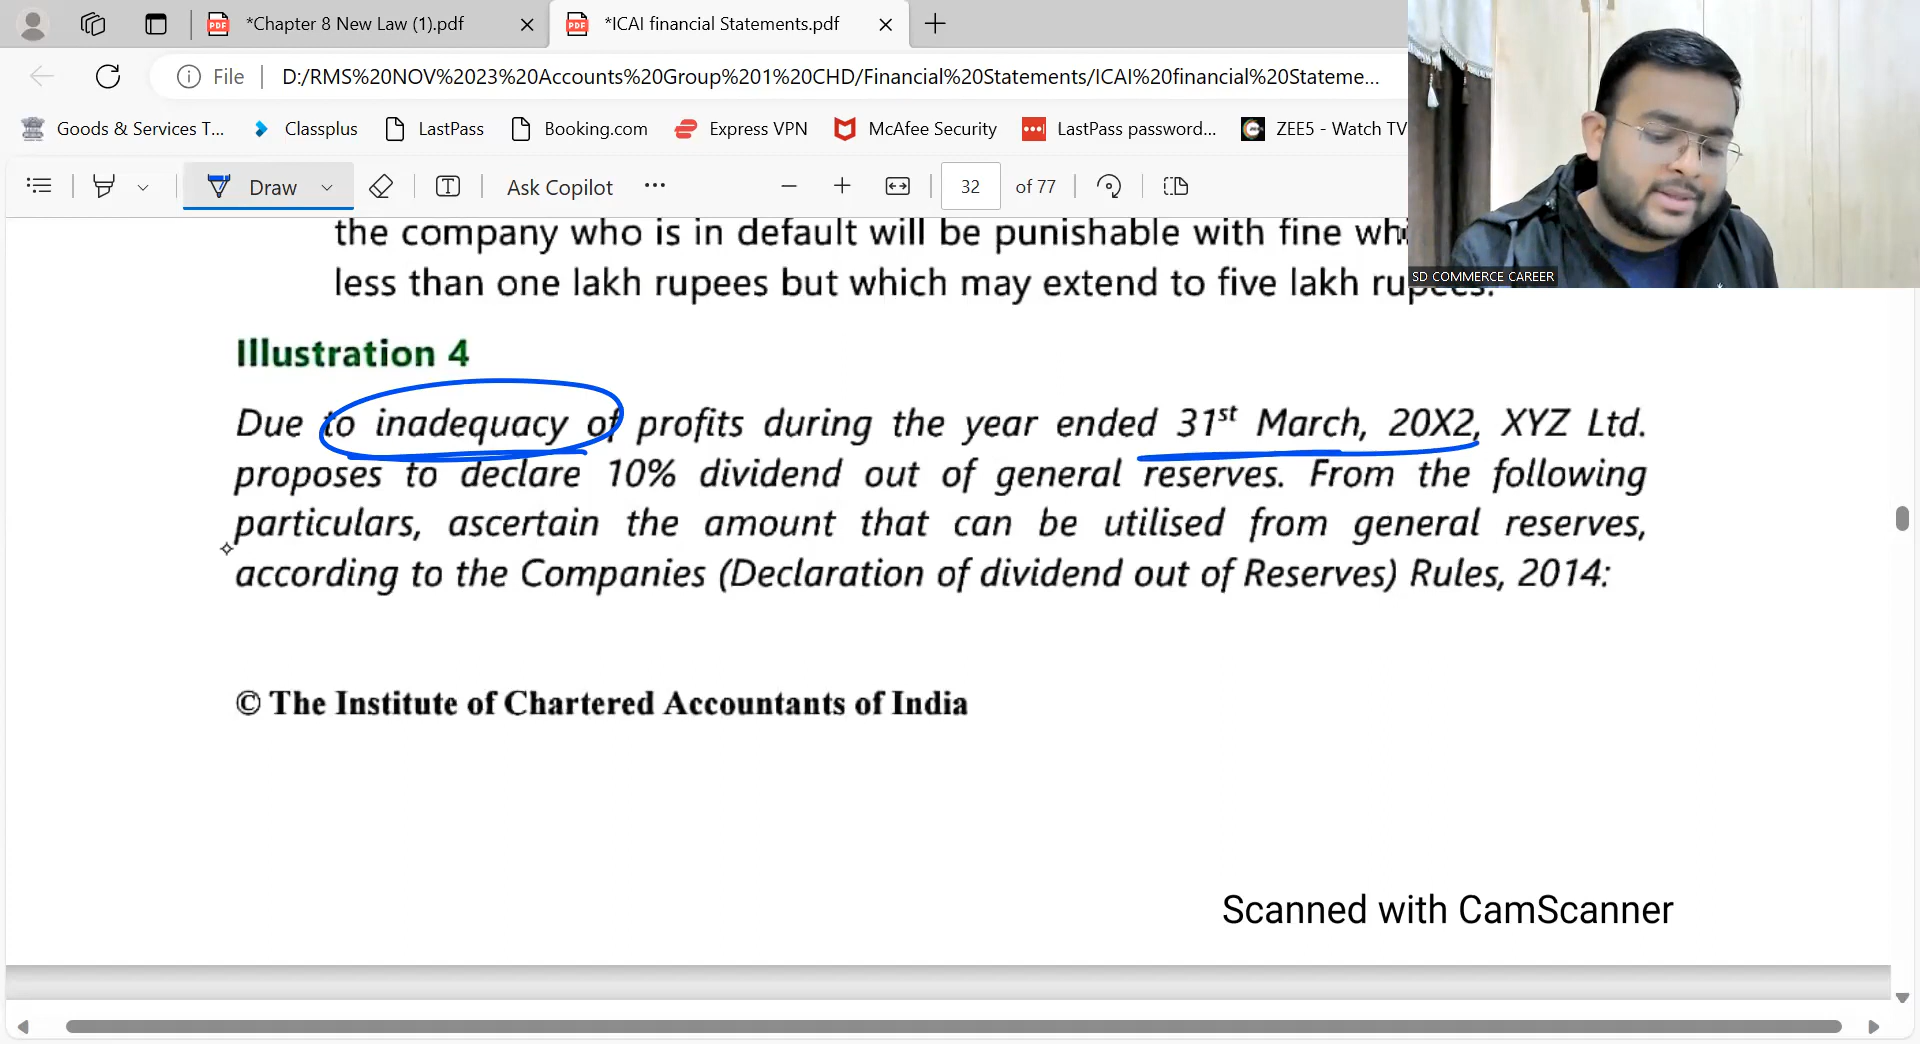 *Chapter 8 New Law (1).pdf
*ICAI financial Statements.pdf
File
D:/RMS%20NOV%2023%20Accounts%20Group%201%20CHD/Financial%20Statements/ICAI%20financial%20Stateme...
Goods & Services T...
Classplus
LastPass
Booking.com
Express VPN
McAfee Security
LastPass password...
ZEE5 - Watch TV
Draw
Ask Copilot
32
of 77
SD COMMERCE CAREER
the company who is in default will be punishable with fine
less than one lakh rupees but which may extend to five lakh rupees.
Illustration 4
Due to inadequacy of profits during the year ended 31st March, 20X2, XYZ Ltd.
proposes to declare 10% dividend out of general reserves. From the following
particulars, ascertain the amount that can be utilised from general reserves,
according to the Companies (Declaration of dividend out of Reserves) Rules, 2014:
© The Institute of Chartered Accountants of India
Scanned with CamScanner